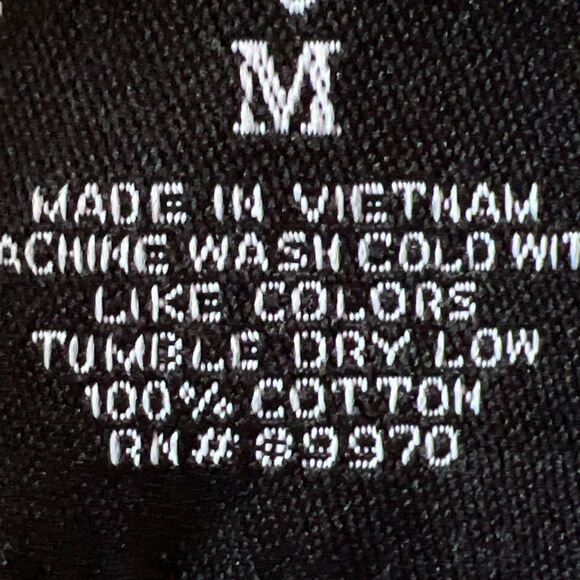 M
MADE IN VIETNAM
ACHINE WASH COLD WIT
LIKE COLORS
TUMBLE DRY LOW
100% COTTON
RN# 89970